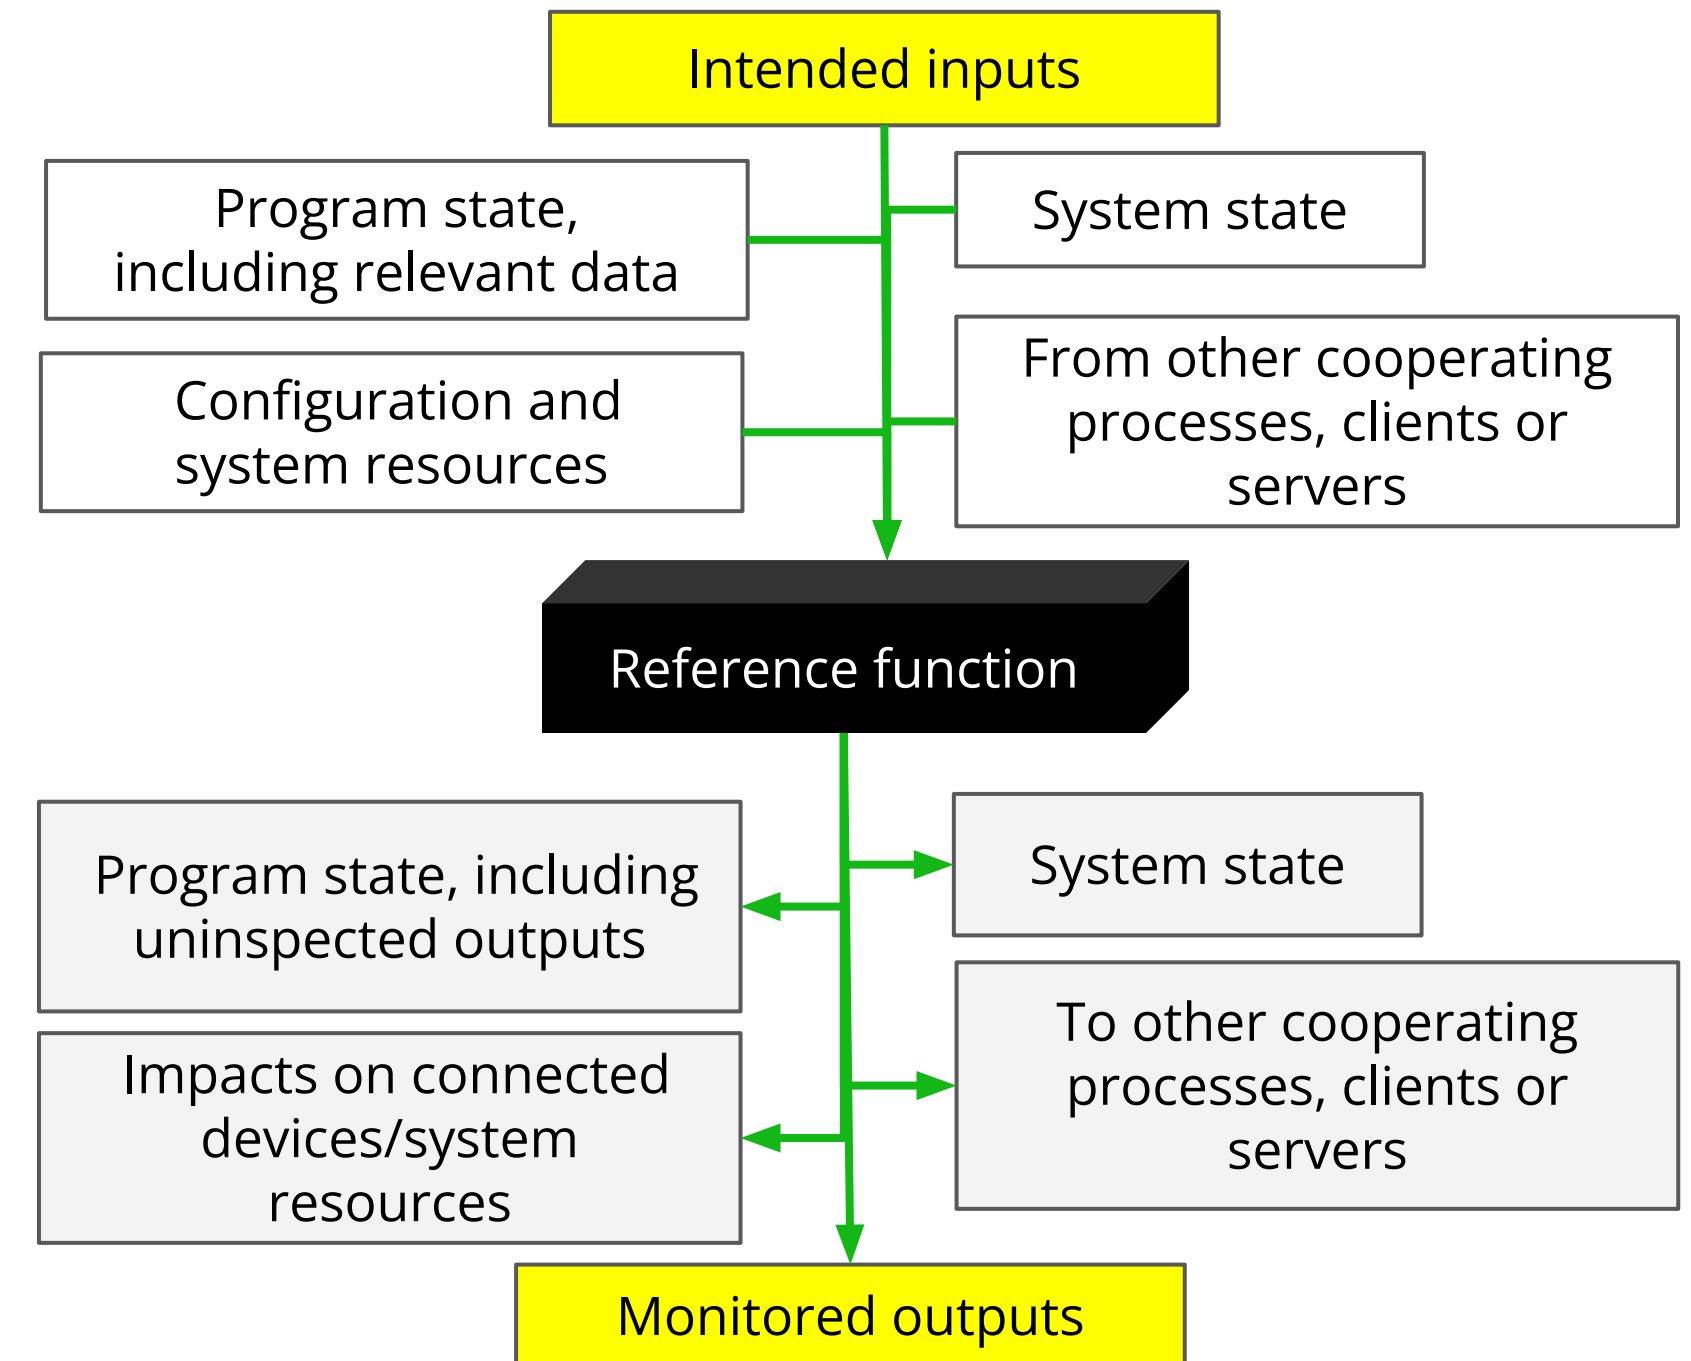 Intended inputs
Program state,
including relevant data
System state
Configuration and
system resources
From other cooperating
processes, clients or
servers
Reference function
Program state, including
uninspected outputs
System state
Impacts on connected
devices/system
resources
To other cooperating
processes, clients or
servers
Monitored outputs